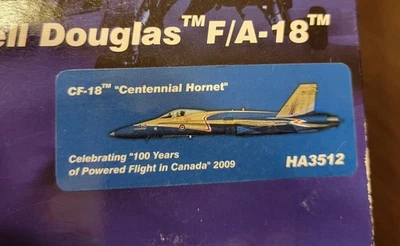 ell Douglas™ F/A-18™
CF-18™ "Centennial Hornet"
Celebrating "100 Years
of Powered Flight in Canada" 2009
HA3512